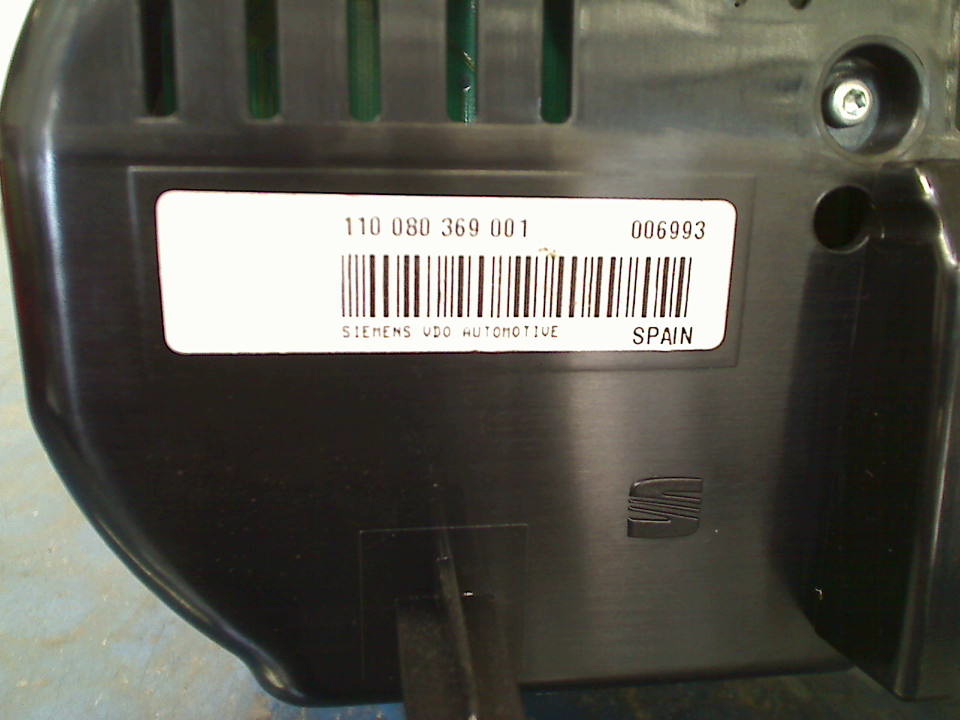 110 080 369 001 006993
SIEMENS VDO AUTOMOTIVE SPAIN